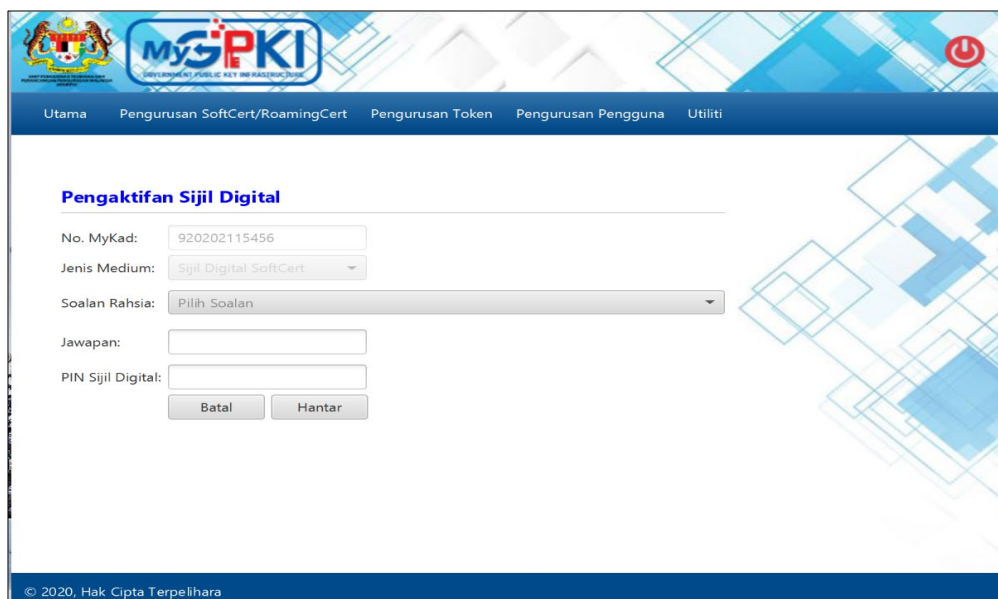 MyGPKI
GOVERNMENT PUBLIC KEY INFRASTRUCTURE
Utama Pengurusan SoftCert/RoamingCert Pengurusan Token Pengurusan Pengguna Utiliti
Pengaktifan Sijil Digital
No. MyKad: 920202115456
Jenis Medium: Sijil Digital SoftCert
Soalan Rahsia: Pilih Soalan
Jawapan:
PIN Sijil Digital:
Batal Hantar
© 2020, Hak Cipta Terpelihara